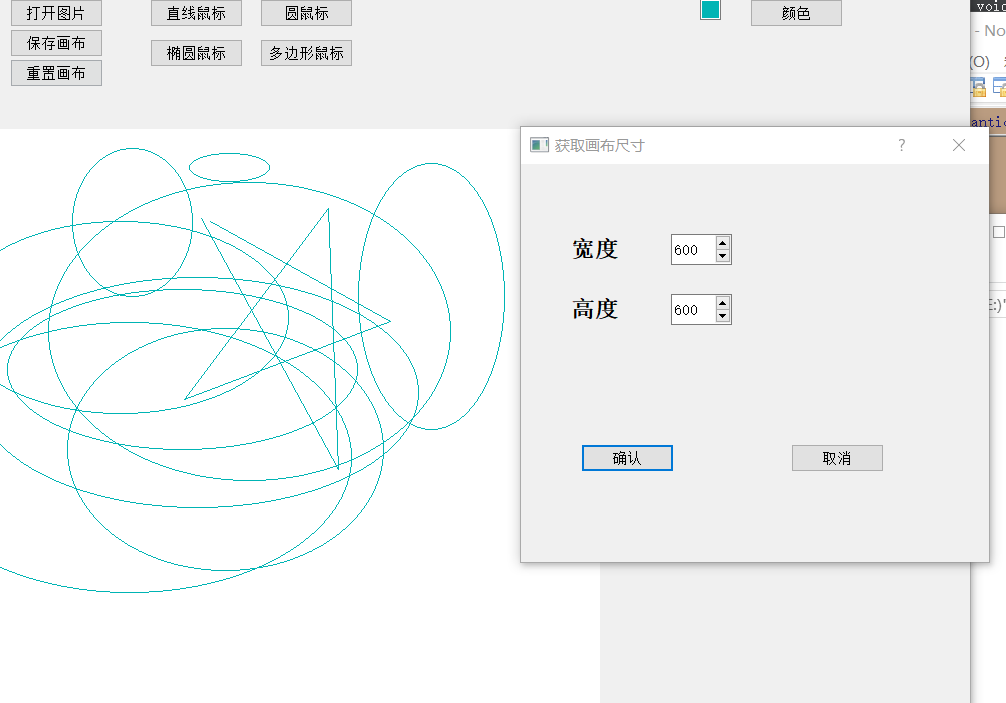 打开图片
直线鼠标
圆鼠标
颜色
保存画布
椭圆鼠标
多边形鼠标
重置画布
void
- No
(O)
antic
获取画布尺寸
?
宽度
600
高度
600
确认
取消
E:)'